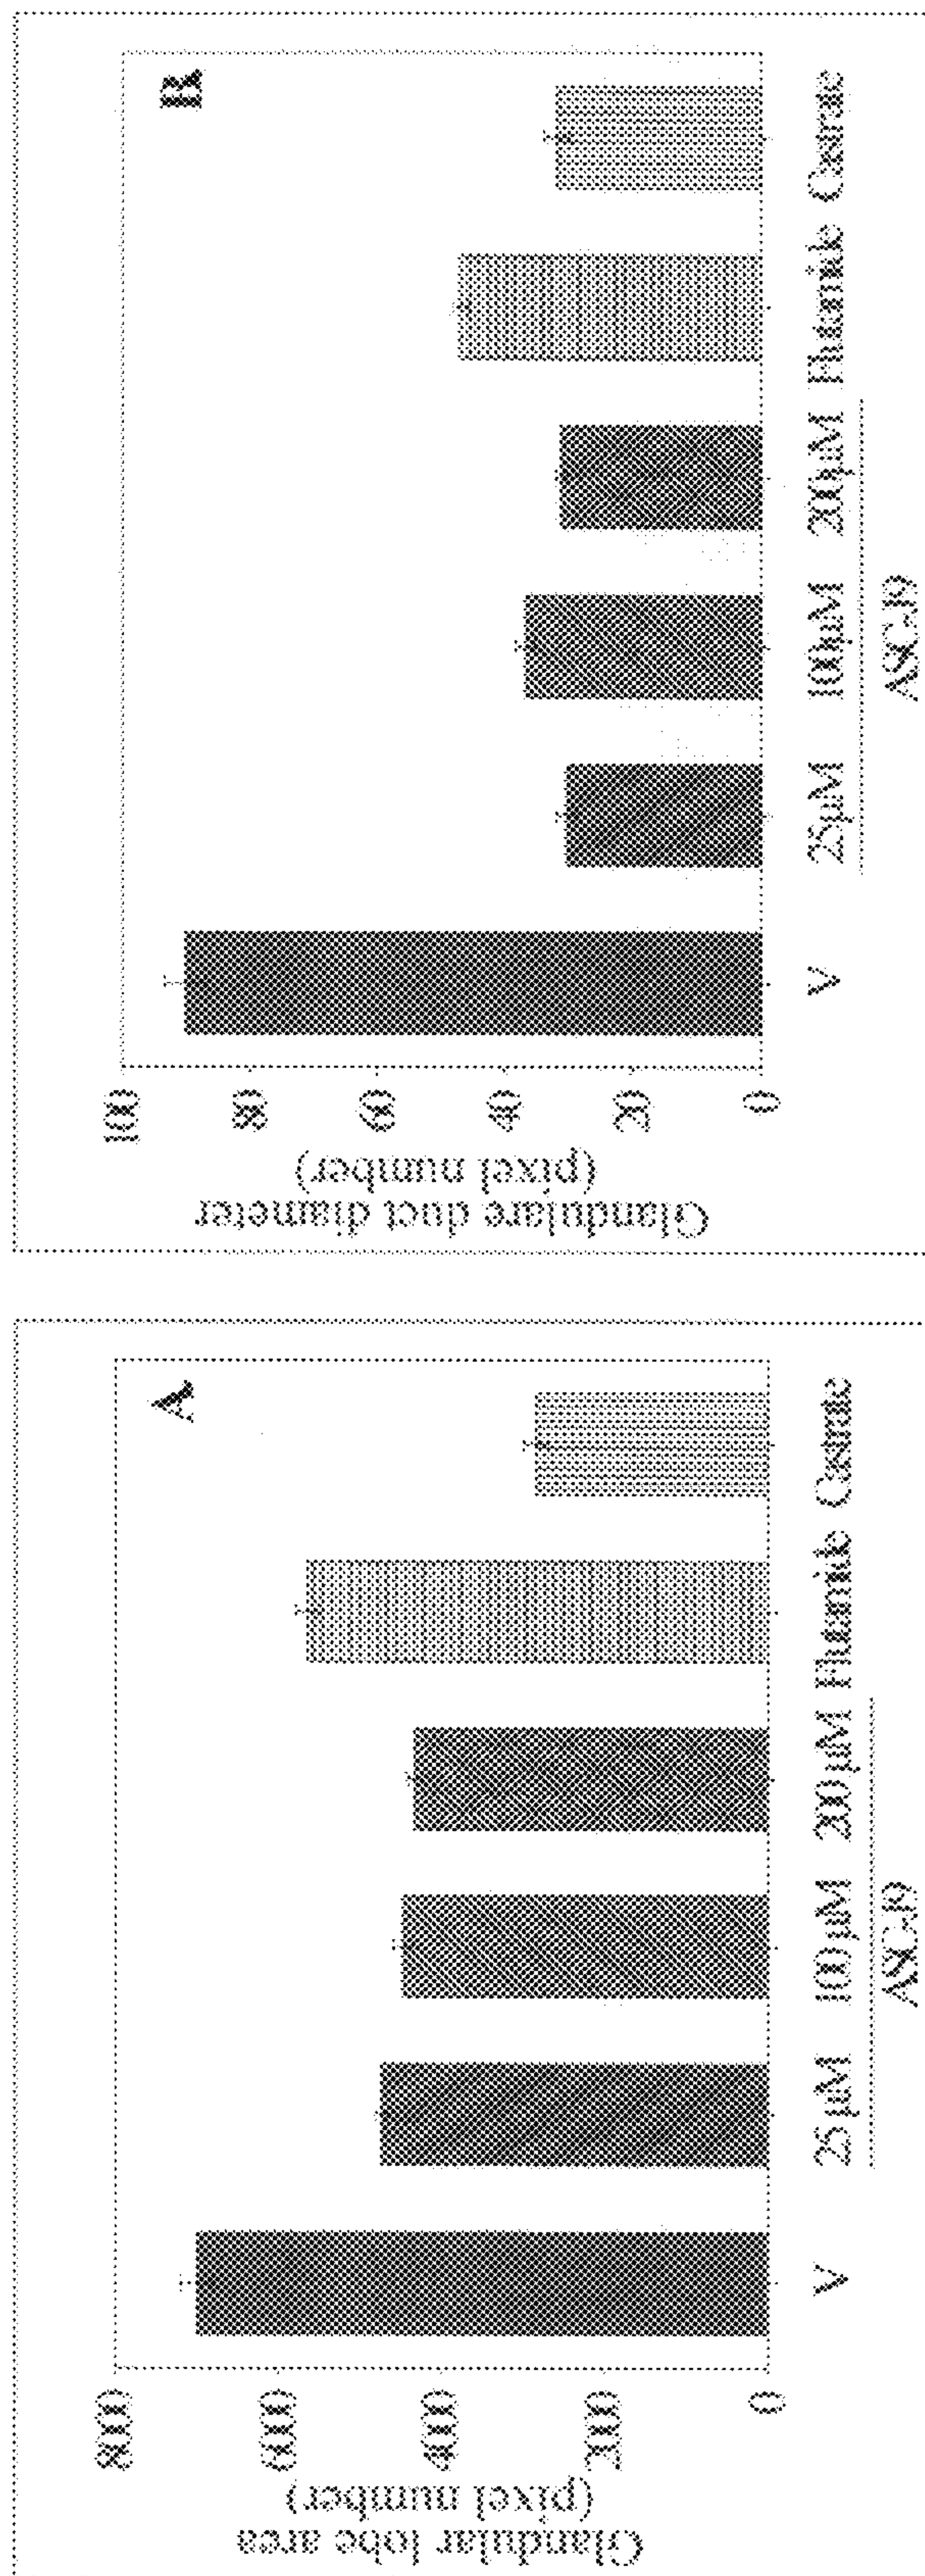 Glandular lobe area
(pixel number)
8000
6000
4000
2000
0
A
V
25 μM
100 μM
200 μM
Flutamide
Castrate
ASC-J9
Glandulare duct diameter
(pixel number)
100
80
60
40
20
0
B
V
25μM
100μM
200μM
Flutamide
Castrate
ASC-J9